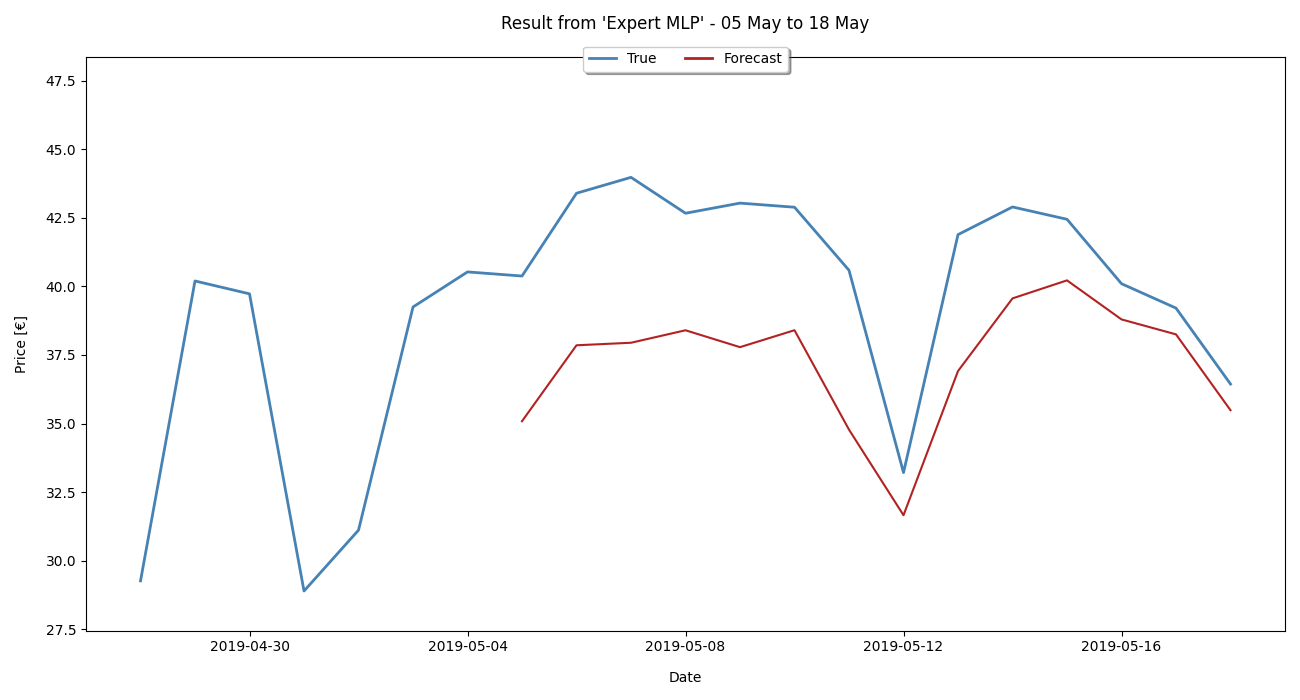 Result from 'Expert MLP' - 05 May to 18 May
True
Forecast
47.5
45.0
42.5
40.0
37.5
35.0
32.5
30.0
27.5
Price [€]
2019-04-30
2019-05-04
2019-05-08
2019-05-12
2019-05-16
Date